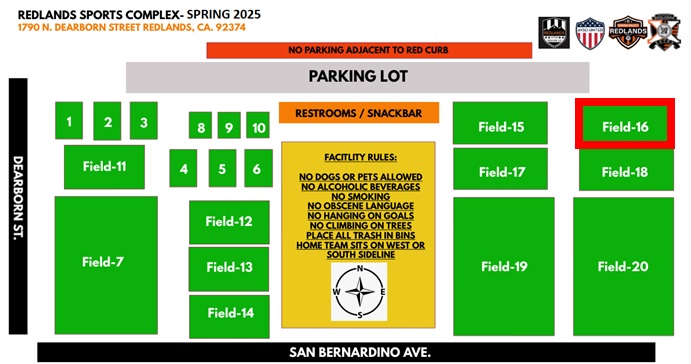 REDLANDS SPORTS COMPLEX- SPRING 2025
1790 N. DEARBORN STREET REDLANDS, CA. 92374
REDLANDS
AYSO UNITED
REDLANDS
NO PARKING ADJACENT TO RED CURB
PARKING LOT
RESTROOMS / SNACKBAR
1
2
3
8
9
10
Field-15
Field-16
Field-11
4
5
6
Field-17
Field-18
FACITLITY RULES:
NO DOGS OR PETS ALLOWED
NO ALCOHOLIC BEVERAGES
NO SMOKING
NO OBSCENE LANGUAGE
NO HANGING ON GOALS
NO CLIMBING ON TREES
PLACE ALL TRASH IN BINS
HOME TEAM SITS ON WEST OR
SOUTH SIDELINE
N
W
E
S
DEARBORN ST.
Field-7
Field-12
Field-13
Field-14
Field-19
Field-20
SAN BERNARDINO AVE.